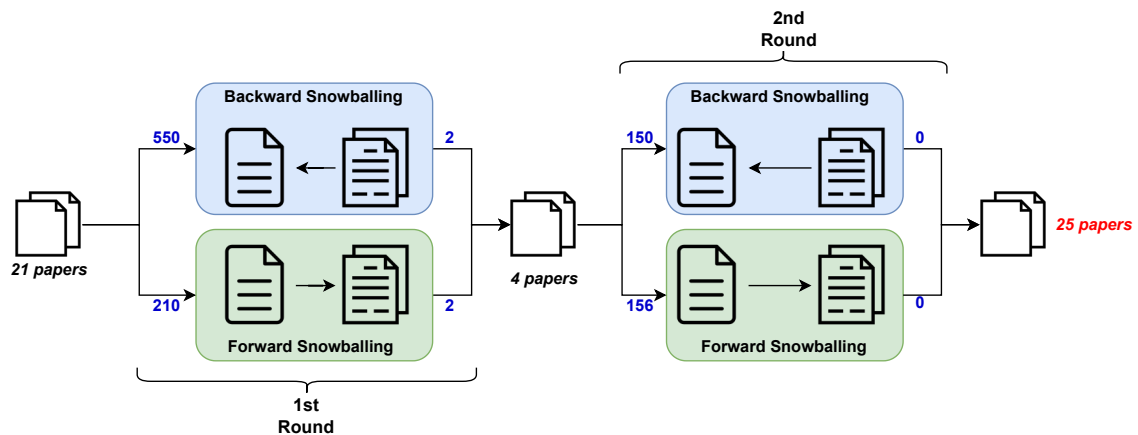 2nd
Round
Backward Snowballing
Backward Snowballing
550
2
150
0
21 papers
4 papers
25 papers
210
2
156
0
Forward Snowballing
Forward Snowballing
1st
Round